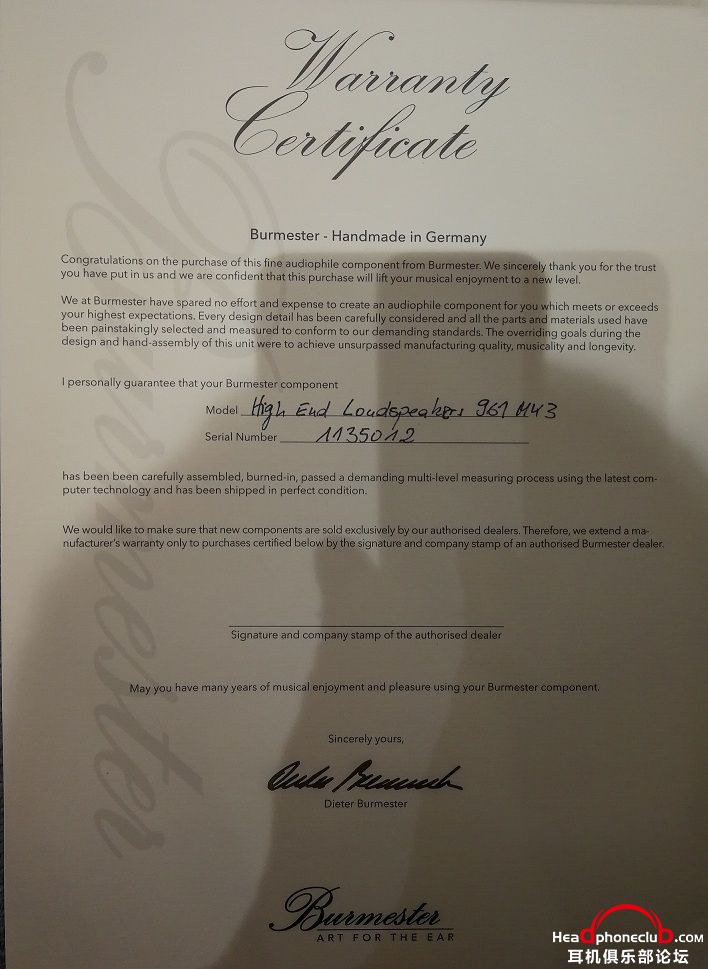 Warranty
Certificate
Burmester - Handmade in Germany
Congratulations on the purchase of this fine audiophile component from Burmester. We sincerely thank you for the trust
you have put in us and we are confident that this purchase will lift your musical enjoyment to a new level.
We at Burmester have spared no effort and expense to create an audiophile component for you which meets or exceeds
your highest expectations. Every design detail has been carefully considered and all the parts and materials used have
been painstakingly selected and measured to conform to our demanding standards. The overriding goals during the
design and hand-assembly of this unit were to achieve unsurpassed manufacturing quality, musicality and longevity.
I personally guarantee that your Burmester component
Model High End Loudspeakers 961 MK3
Serial Number 1135012
has been been carefully assembled, burned-in, passed a demanding multi-level measuring process using the latest com-
puter technology and has been shipped in perfect condition.
We would like to make sure that new components are sold exclusively by our authorised dealers. Therefore, we extend a ma-
nufacturer's warranty only to purchases certified below by the signature and company stamp of an authorised Burmester dealer.
Signature and company stamp of the authorised dealer
May you have many years of musical enjoyment and pleasure using your Burmester component.
Sincerely yours,
Dieter Burmester
Dieter Burmester
Burmester
ART FOR THE EAR
Burmester
HeadphoneclubD.com
耳机俱乐部论坛